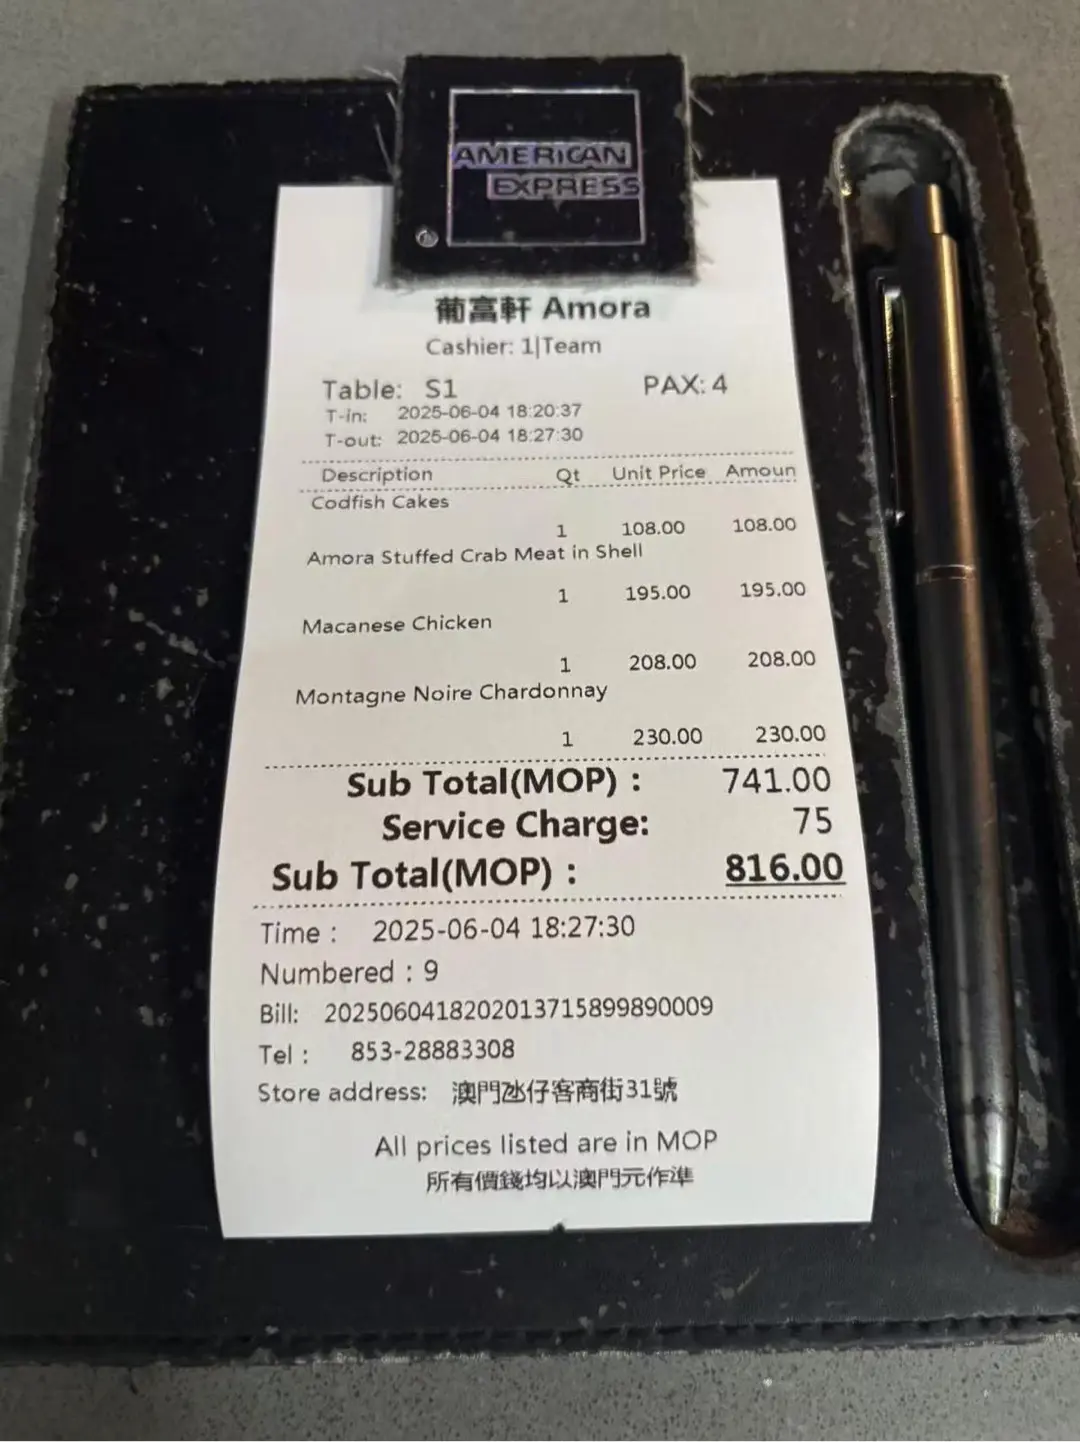 AMERICAN
EXPRESS
葡富軒 Amora
Cashier: 1|Team
Table: S1 PAX: 4
T-in: 2025-06-04 18:20:37
T-out: 2025-06-04 18:27:30
Description Qt Unit Price Amoun
Codfish Cakes
1 108.00 108.00
Amora Stuffed Crab Meat in Shell
1 195.00 195.00
Macanese Chicken
1 208.00 208.00
Montagne Noire Chardonnay
1 230.00 230.00
Sub Total(MOP) : 741.00
Service Charge: 75
Sub Total(MOP) : 816.00
Time : 2025-06-04 18:27:30
Numbered : 9
Bill: 2025060418202013715899890009
Tel : 853-28883308
Store address: 澳門氹仔客商街31號
All prices listed are in MOP
所有價錢均以澳門元作準